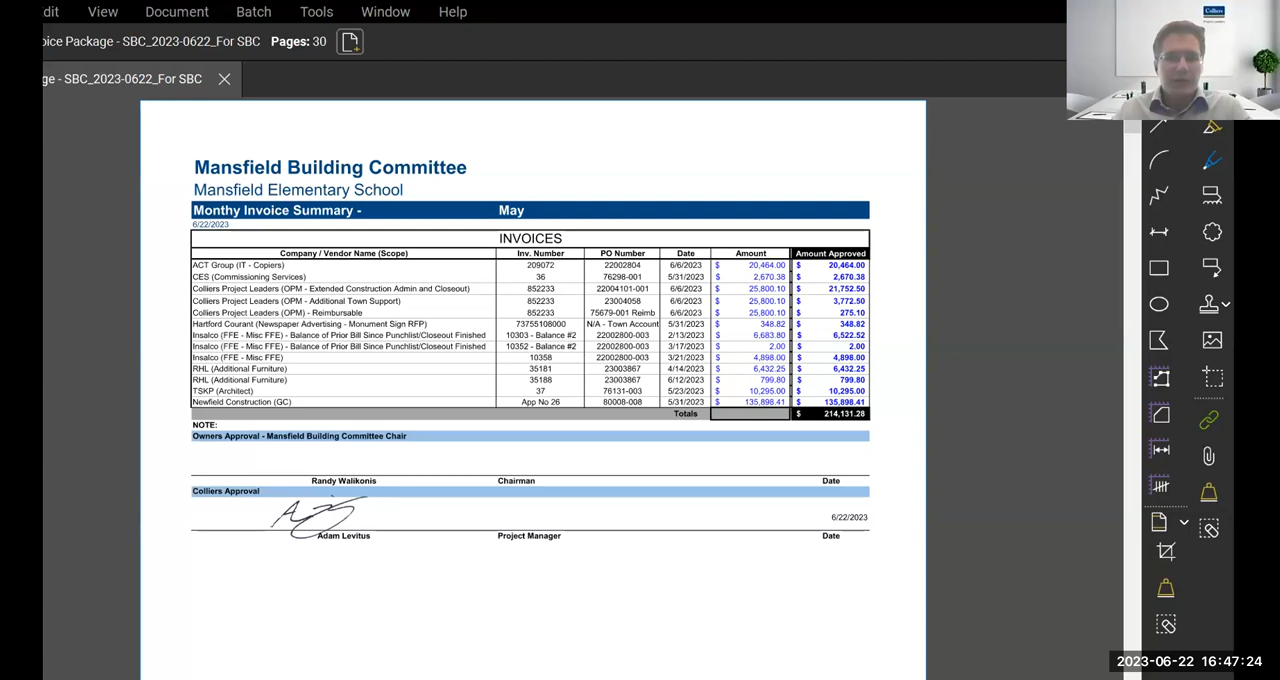 dit View Document Batch Tools Window Help
oice Package - SBC_2023-0622_For SBC Pages: 30
ge - SBC_2023-0622_For SBC
Colliers
Project Leaders
Mansfield Building Committee
Mansfield Elementary School
Monthy Invoice Summary - May
6/22/2023
INVOICES
Company / Vendor Name (Scope) Inv. Number PO Number Date Amount Amount Approved
ACT Group (IT - Copiers) 209072 22002804 6/6/2023 $ 20,464.00 $ 20,464.00
CES (Commissioning Services) 36 76298-001 5/31/2023 $ 2,670.38 $ 2,670.38
Colliers Project Leaders (OPM - Extended Construction Admin and Closeout) 852233 22004101-001 6/6/2023 $ 25,800.10 $ 21,752.50
Colliers Project Leaders (OPM - Additional Town Support) 852233 23004058 6/6/2023 $ 25,800.10 $ 3,772.50
Colliers Project Leaders (OPM) - Reimbursable 852233 75679-001 Reimb 6/6/2023 $ 25,800.10 $ 275.10
Hartford Courant (Newspaper Advertising - Monument Sign RFP) 73755108000 N/A - Town Account 5/31/2023 $ 348.82 $ 348.82
Insalco (FFE - Misc FFE) - Balance of Prior Bill Since Punchlist/Closeout Finished 10303 - Balance #2 22002800-003 2/13/2023 $ 6,683.80 $ 6,522.52
Insalco (FFE - Misc FFE) - Balance of Prior Bill Since Punchlist/Closeout Finished 10352 - Balance #2 22002800-003 3/17/2023 $ 2.00 $ 2.00
Insalco (FFE - Misc FFE) 10358 22002800-003 3/21/2023 $ 4,898.00 $ 4,898.00
RHL (Additional Furniture) 35181 23003867 4/14/2023 $ 6,432.25 $ 6,432.25
RHL (Additional Furniture) 35188 23003867 6/12/2023 $ 799.80 $ 799.80
TSKP (Architect) 37 76131-003 5/23/2023 $ 10,295.00 $ 10,295.00
Newfield Construction (GC) App No 26 80008-008 5/31/2023 $ 135,898.41 $ 135,898.41
Totals $ 214,131.28
NOTE:
Owners Approval - Mansfield Building Committee Chair
Randy Walikonis Chairman Date
Colliers Approval
6/22/2023
Adam Levitus Project Manager Date
2023-06-22 16:47:24